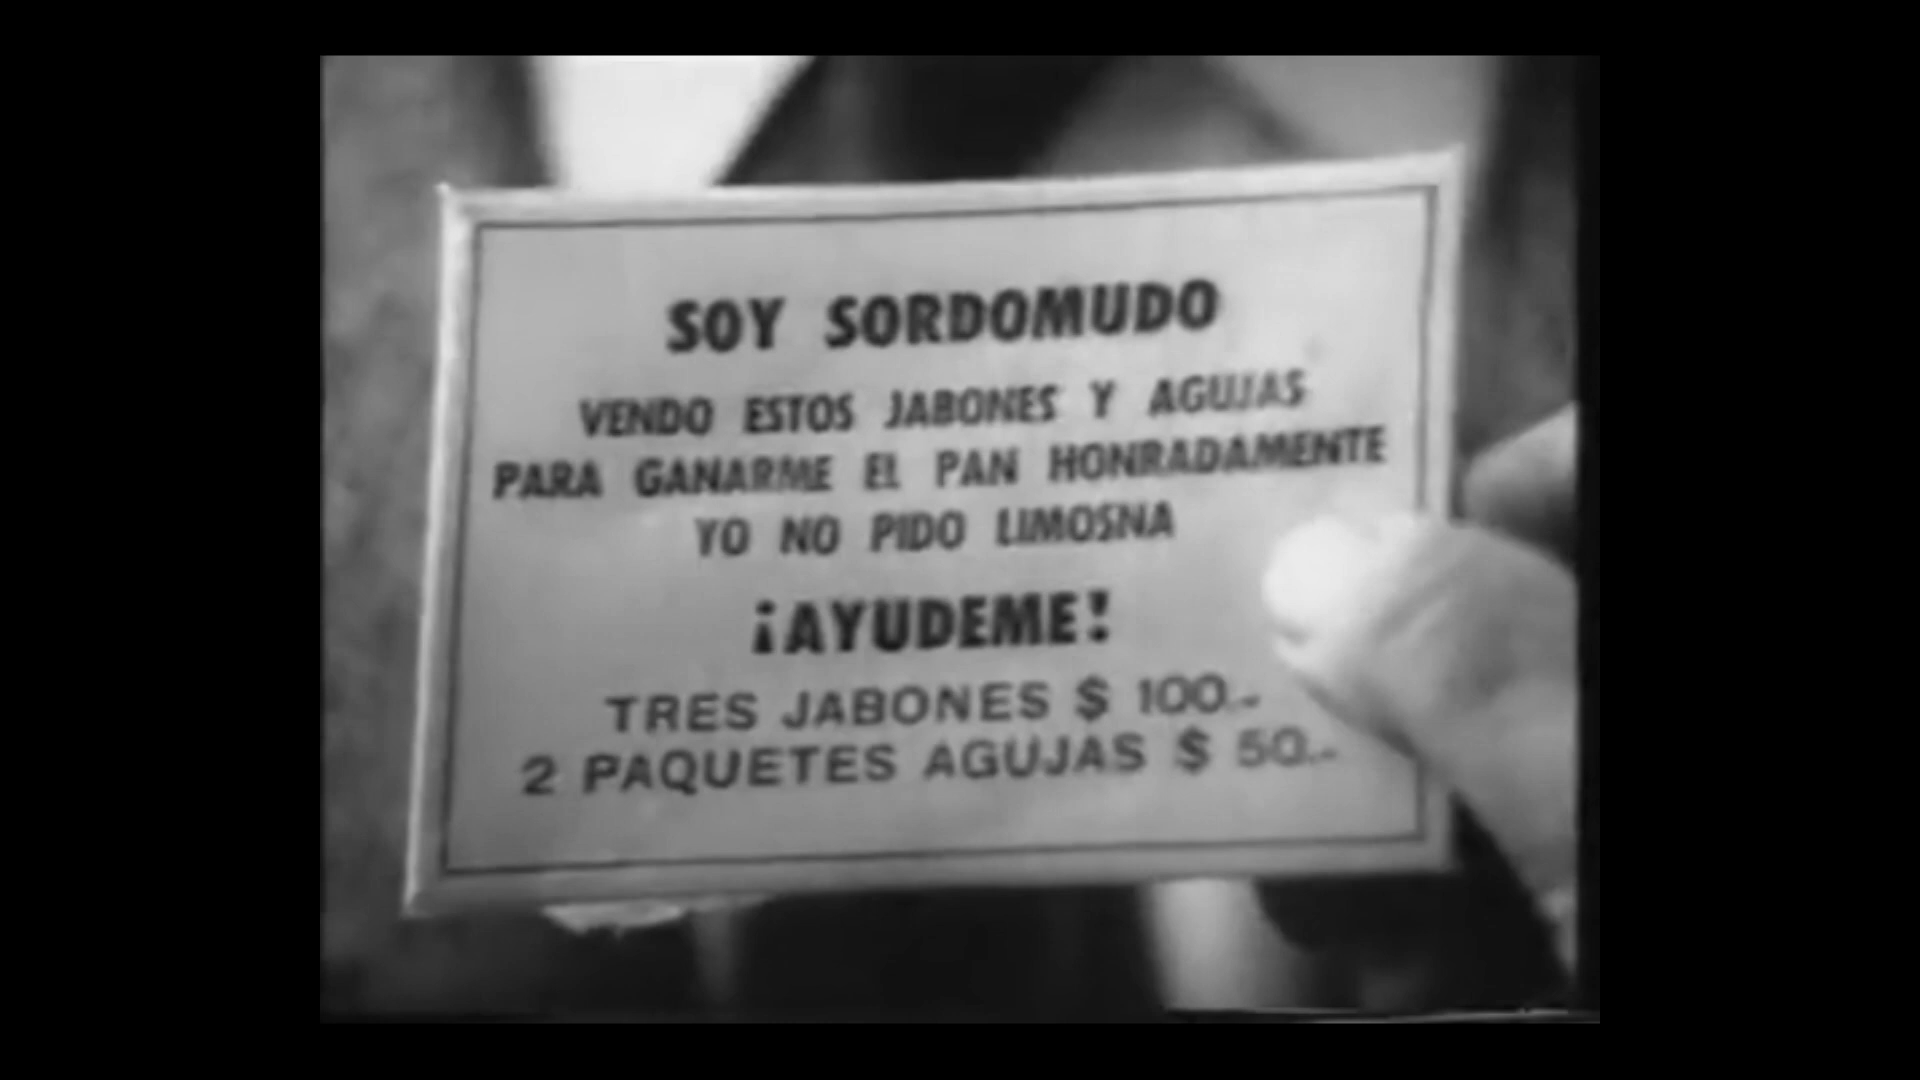 SOY SORDOMUDO
VENDO ESTOS JABONES Y AGUJAS
PARA GANARME EL PAN HONRADAMENTE
YO NO PIDO LIMOSNA
¡AYUDEME!
TRES JABONES $ 100.-
2 PAQUETES AGUJAS $ 50.-